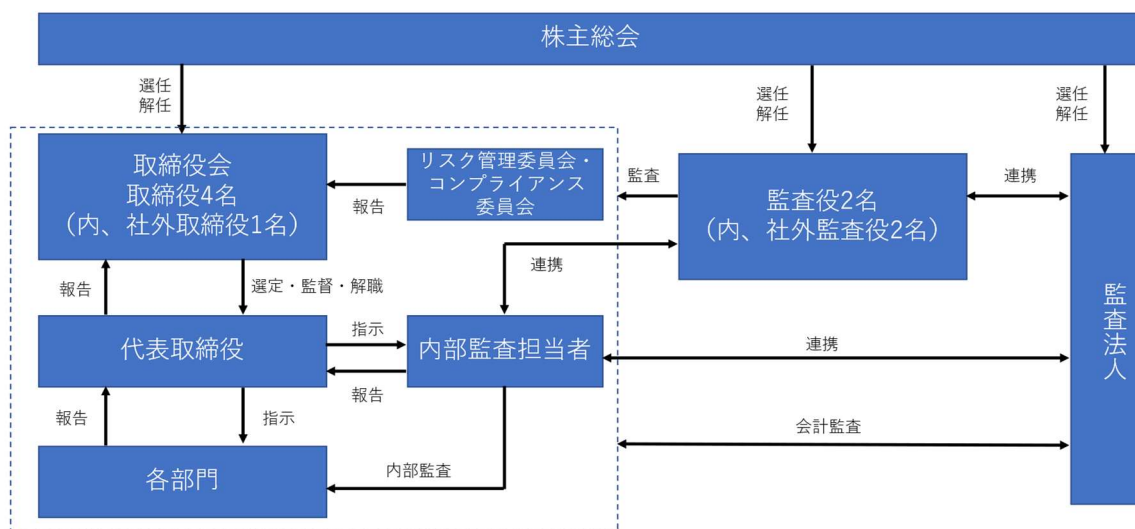 株主総会
選任
解任
選任
解任
選任
解任
取締役会
取締役4名
（内、社外取締役1名）
報告
リスク管理委員会・
コンプライアンス
委員会
監査
監査役2名
（内、社外監査役2名）
連携
監査法人
連携
報告
選定・監督・解職
代表取締役
指示
報告
内部監査担当者
連携
報告
指示
会計監査
各部門
内部監査